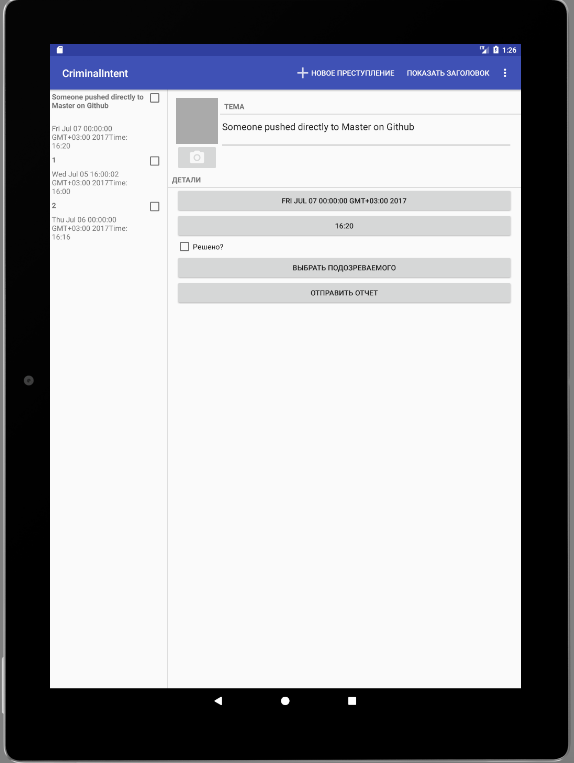 1:26
CriminalIntent
НОВОЕ ПРЕСТУПЛЕНИЕ
ПОКАЗАТЬ ЗАГОЛОВОК
Someone pushed directly to
Master on Github
Fri Jul 07 00:00:00
GMT+03:00 2017Time:
16:20
1
Wed Jul 05 16:00:02
GMT+03:00 2017Time:
16:00
2
Thu Jul 06 00:00:00
GMT+03:00 2017Time:
16:16
ТЕМА
Someone pushed directly to Master on Github
ДЕТАЛИ
FRI JUL 07 00:00:00 GMT+03:00 2017
16:20
Решено?
ВЫБРАТЬ ПОДОЗРЕВАЕМОГО
ОТПРАВИТЬ ОТЧЕТ